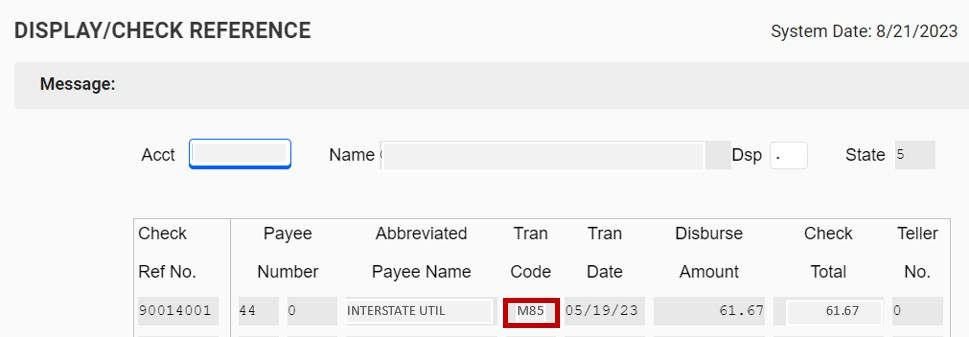 DISPLAY/CHECK REFERENCE System Date: 8/21/2023
Message:
Acct Name Dsp . State 5
Check Payee Abbreviated Tran Tran Disburse Check Teller
Ref No. Number Payee Name Code Date Amount Total No.
90014001 44 0 INTERSTATE UTIL M85 05/19/23 61.67 61.67 0